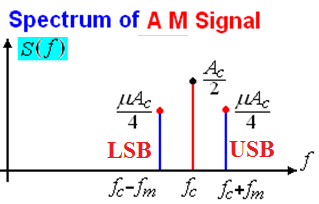 Spectrum of A M Signal
S(f)
A_c/2
μA_c/4 μA_c/4
LSB USB
f
f_c-f_m f_c f_c+f_m